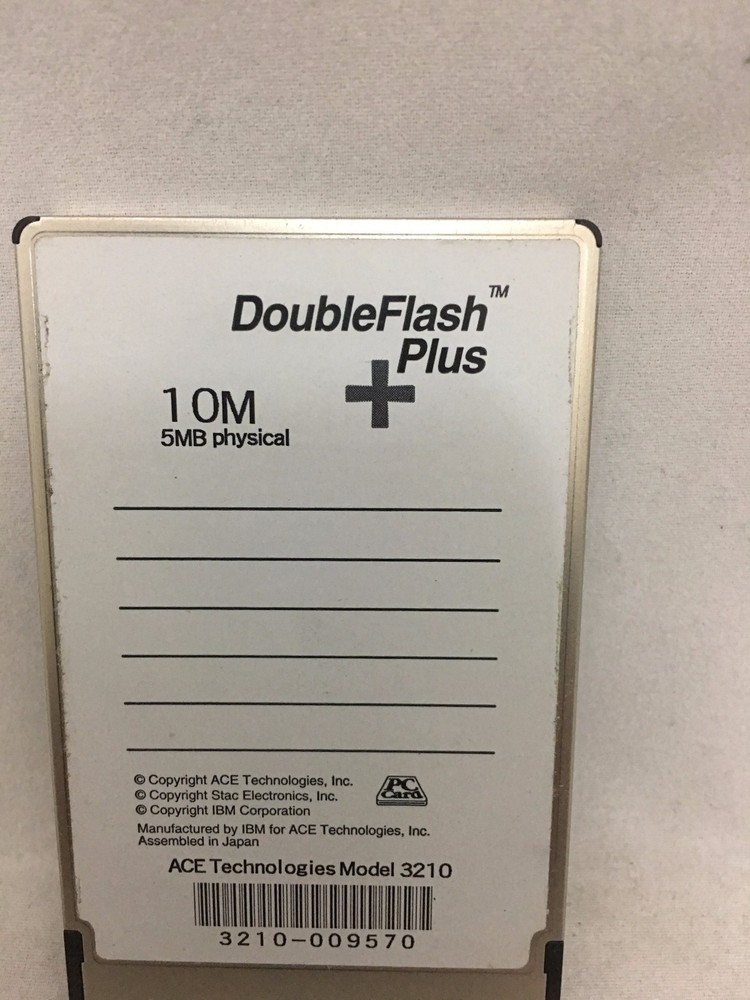 DoubleFlash™
Plus
10M
5MB physical
© Copyright ACE Technologies, Inc.
© Copyright Stac Electronics, Inc.
© Copyright IBM Corporation
PC
Card
Manufactured by IBM for ACE Technologies, Inc.
Assembled in Japan
ACE Technologies Model 3210
3210-009570